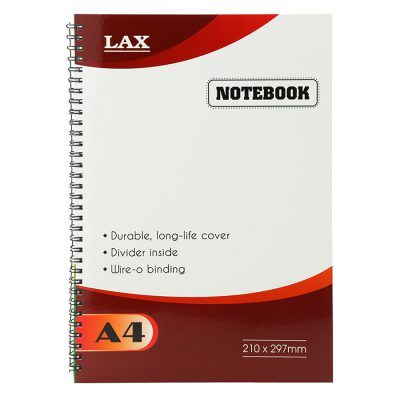 LAX
NOTEBOOK
• Durable, long-life cover
• Divider inside
• Wire-o binding
A4
210 x 297mm